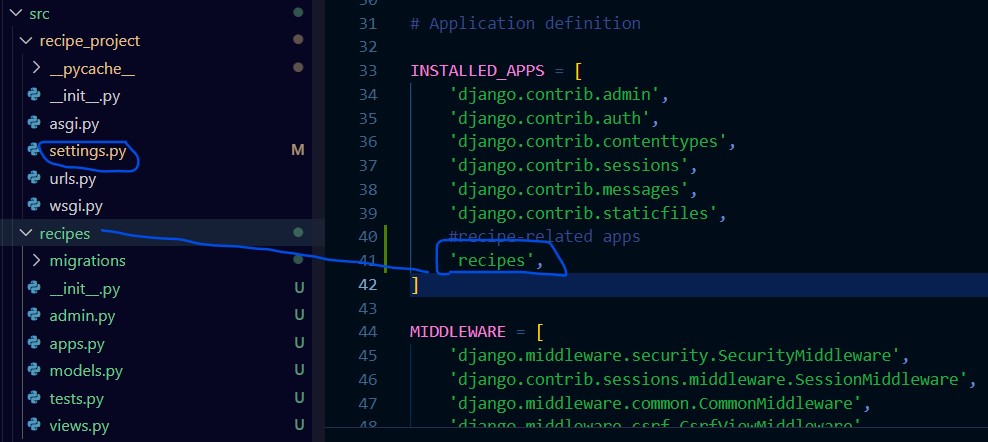 src
recipe_project
__pycache__
__init__.py
asgi.py
settings.py M
urls.py
wsgi.py
recipes
migrations
__init__.py U
admin.py U
apps.py U
models.py U
tests.py U
views.py U
31 # Application definition
32
33 INSTALLED_APPS = [
34 'django.contrib.admin',
35 'django.contrib.auth',
36 'django.contrib.contenttypes',
37 'django.contrib.sessions',
38 'django.contrib.messages',
39 'django.contrib.staticfiles',
40 #recipe-related apps
41 'recipes',
42 ]
43
44 MIDDLEWARE = [
45 'django.middleware.security.SecurityMiddleware',
46 'django.contrib.sessions.middleware.SessionMiddleware',
47 'django.middleware.common.CommonMiddleware',
48 'django.middleware.csrf.CsrfViewMiddleware',